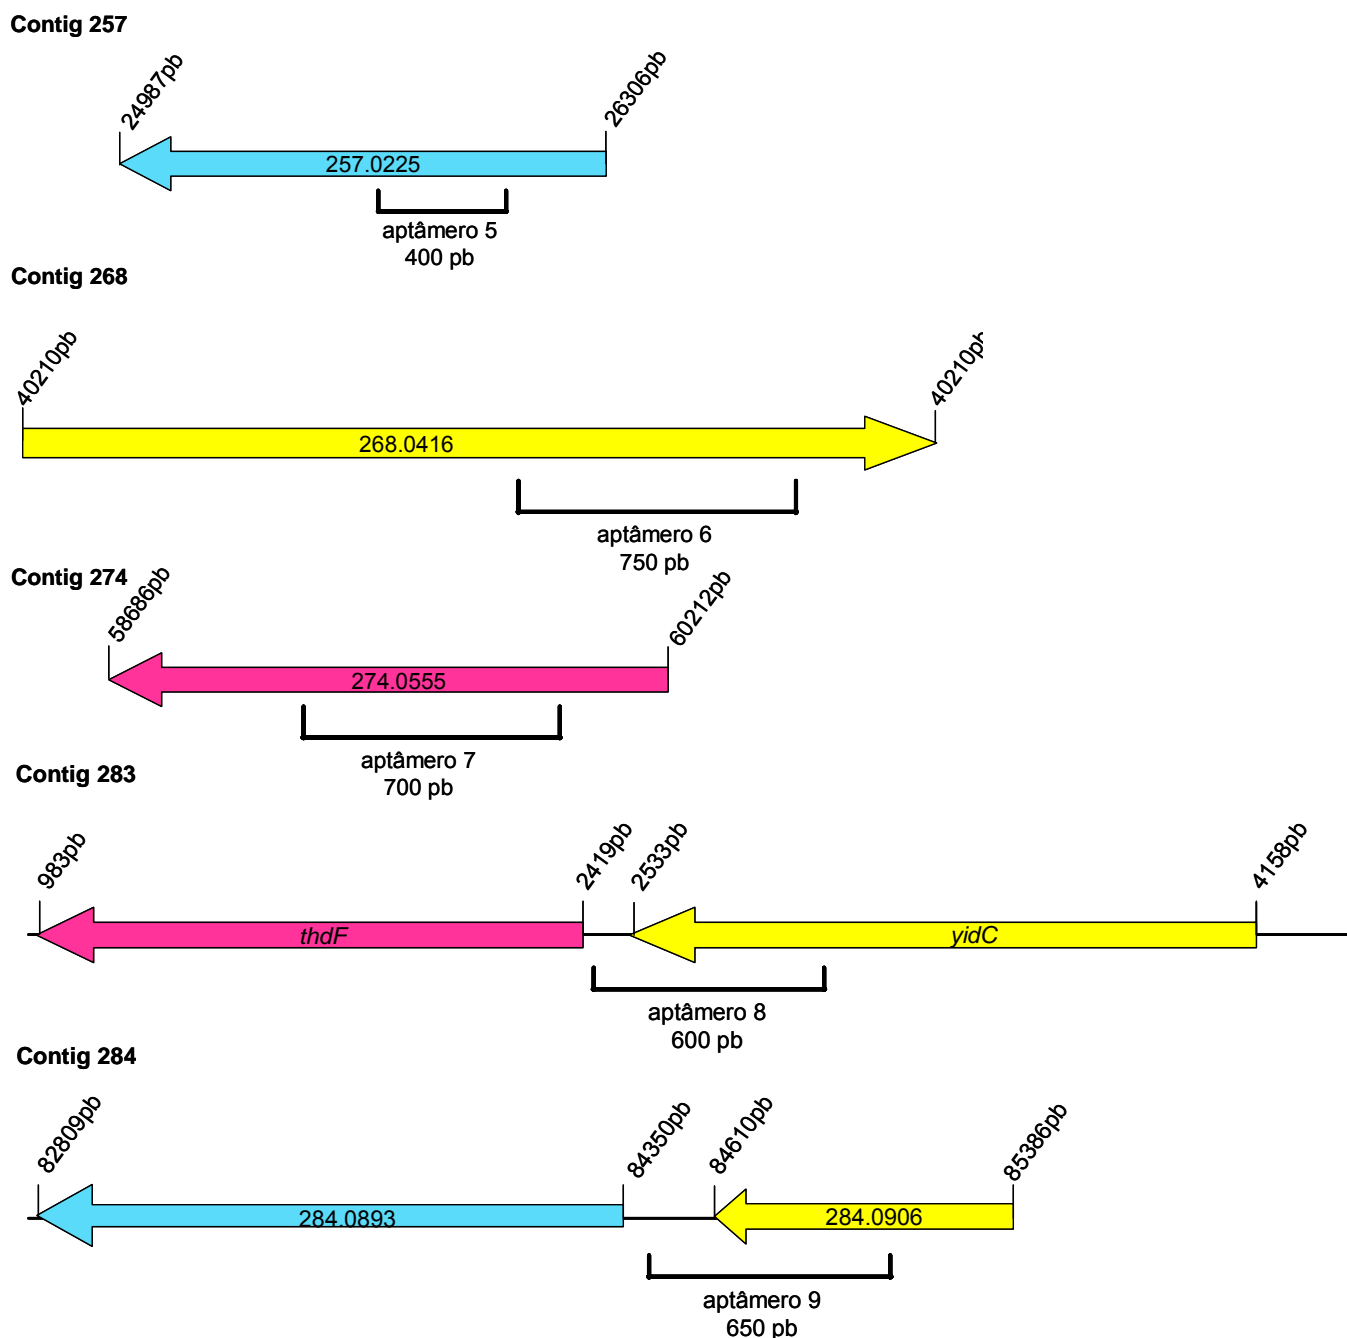 Contig 257
24987pb
26306pb
257.0225
aptâmero 5
400 pb
Contig 268
40210pb
40210pb
268.0416
aptâmero 6
750 pb
Contig 274
58686pb
60212pb
274.0555
aptâmero 7
700 pb
Contig 283
983pb
2419pb
2533pb
4158pb
thdF
yidC
aptâmero 8
600 pb
Contig 284
82809pb
84350pb
84610pb
85386pb
284.0893
284.0906
aptâmero 9
650 pb